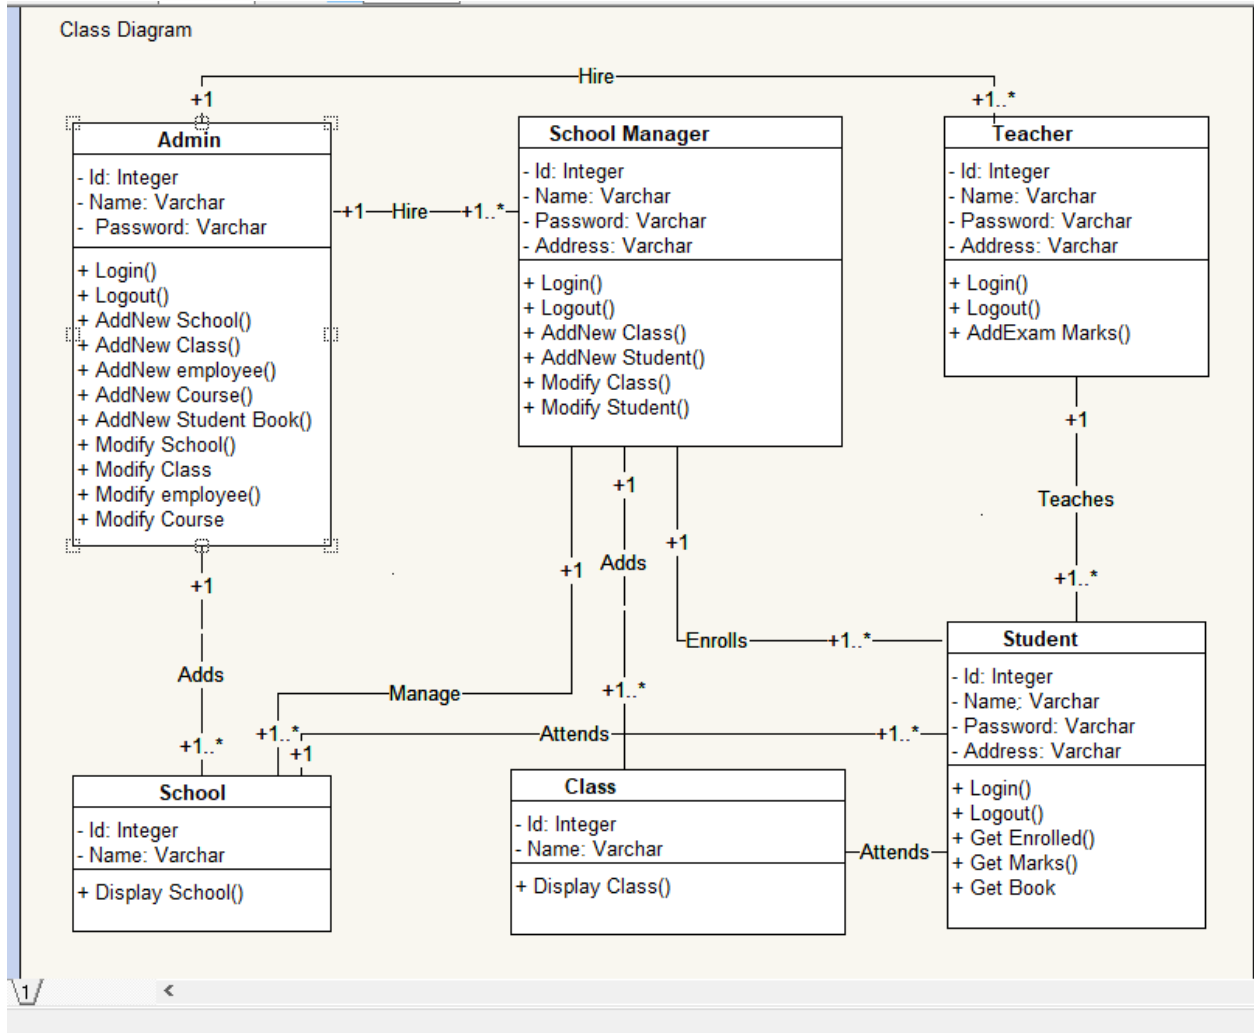 Class Diagram
Hire
+1
+1..*
Admin
- Id: Integer
- Name: Varchar
- Password: Varchar
+ Login()
+ Logout()
+ AddNew School()
+ AddNew Class()
+ AddNew employee()
+ AddNew Course()
+ AddNew Student Book()
+ Modify School()
+ Modify Class
+ Modify employee()
+ Modify Course
+1
Hire
+1..*
School Manager
- Id: Integer
- Name: Varchar
- Password: Varchar
- Address: Varchar
+ Login()
+ Logout()
+ AddNew Class()
+ AddNew Student()
+ Modify Class()
+ Modify Student()
Teacher
- Id: Integer
- Name: Varchar
- Password: Varchar
- Address: Varchar
+ Login()
+ Logout()
+ AddExam Marks()
+1
Teaches
+1..*
+1
Adds
+1..*
+1
Manage
+1..*
+1
Adds
+1..*
+1
Enrolls
+1..*
+1
Attends
+1..*
School
- Id: Integer
- Name: Varchar
+ Display School()
Class
- Id: Integer
- Name: Varchar
+ Display Class()
Attends
Student
- Id: Integer
- Name: Varchar
- Password: Varchar
- Address: Varchar
+ Login()
+ Logout()
+ Get Enrolled()
+ Get Marks()
+ Get Book
1
<